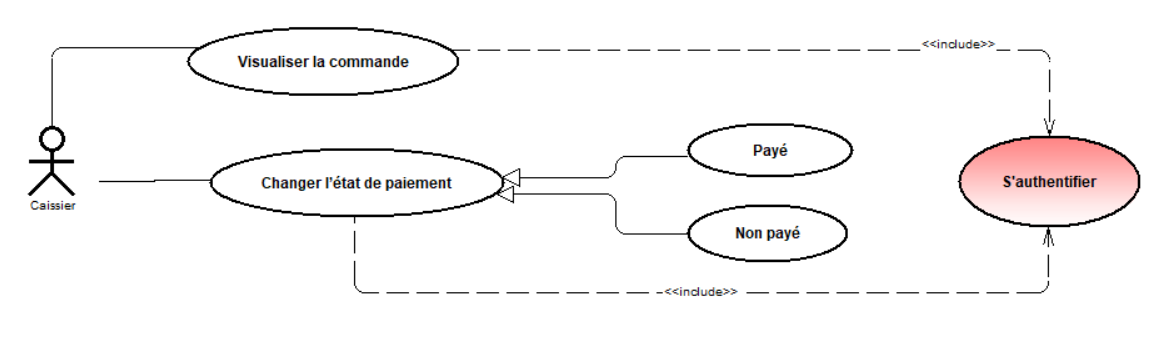 <<include>>
Visualiser la commande
Payé
Changer l'état de paiement
S'authentifier
Caissier
Non payé
<<include>>